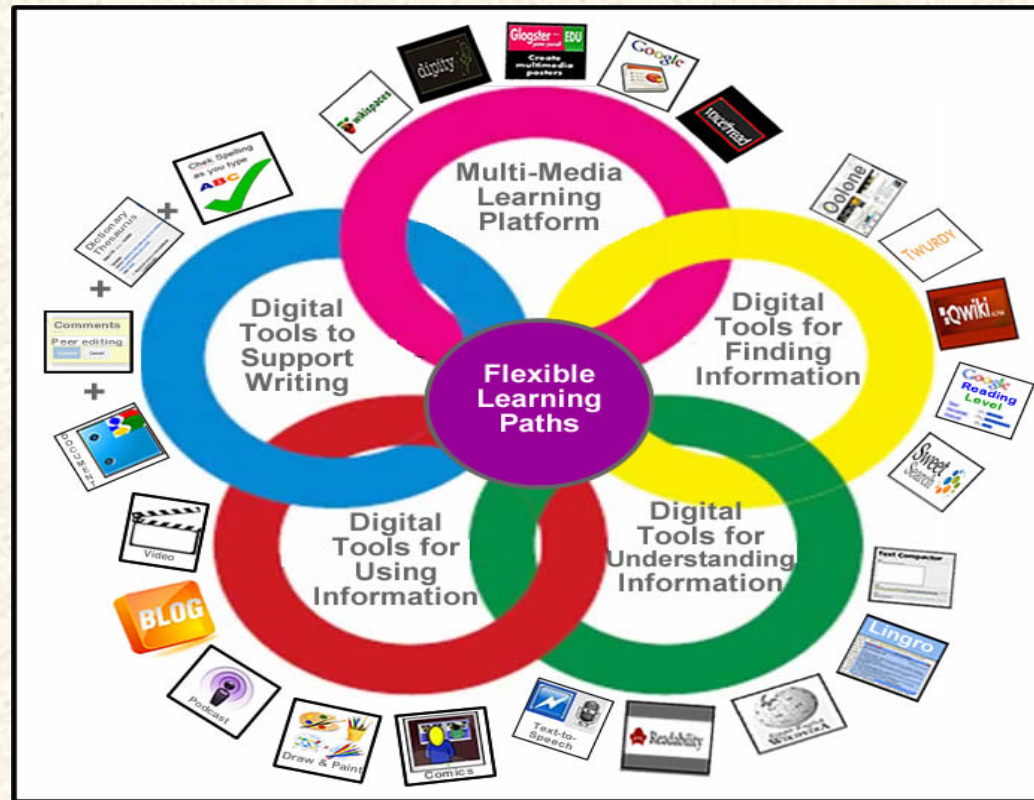 Glogster EDU
Create
multimedia
posters
dipity
Google
wikispaces
voicethread
Multi-Media
Learning
Platform
Chek Spelling
as you type
ABC
Dictionary
Thesaurus
+
+
Comments
Peer editing
+
DOCUMENT
Digital
Tools to
Support
Writing
Oolone
TWURDY
Qwiki
Google
Reading
Level
Sweet
Search
Digital
Tools for
Finding
Information
Flexible
Learning
Paths
Digital
Tools for
Using
Information
Digital
Tools for
Understanding
Information
Video
BLOG
Podcast
Draw & Paint
Comics
Text-to-
Speech
Readability
WIKIPEDIA
Lingro
Text Compactor